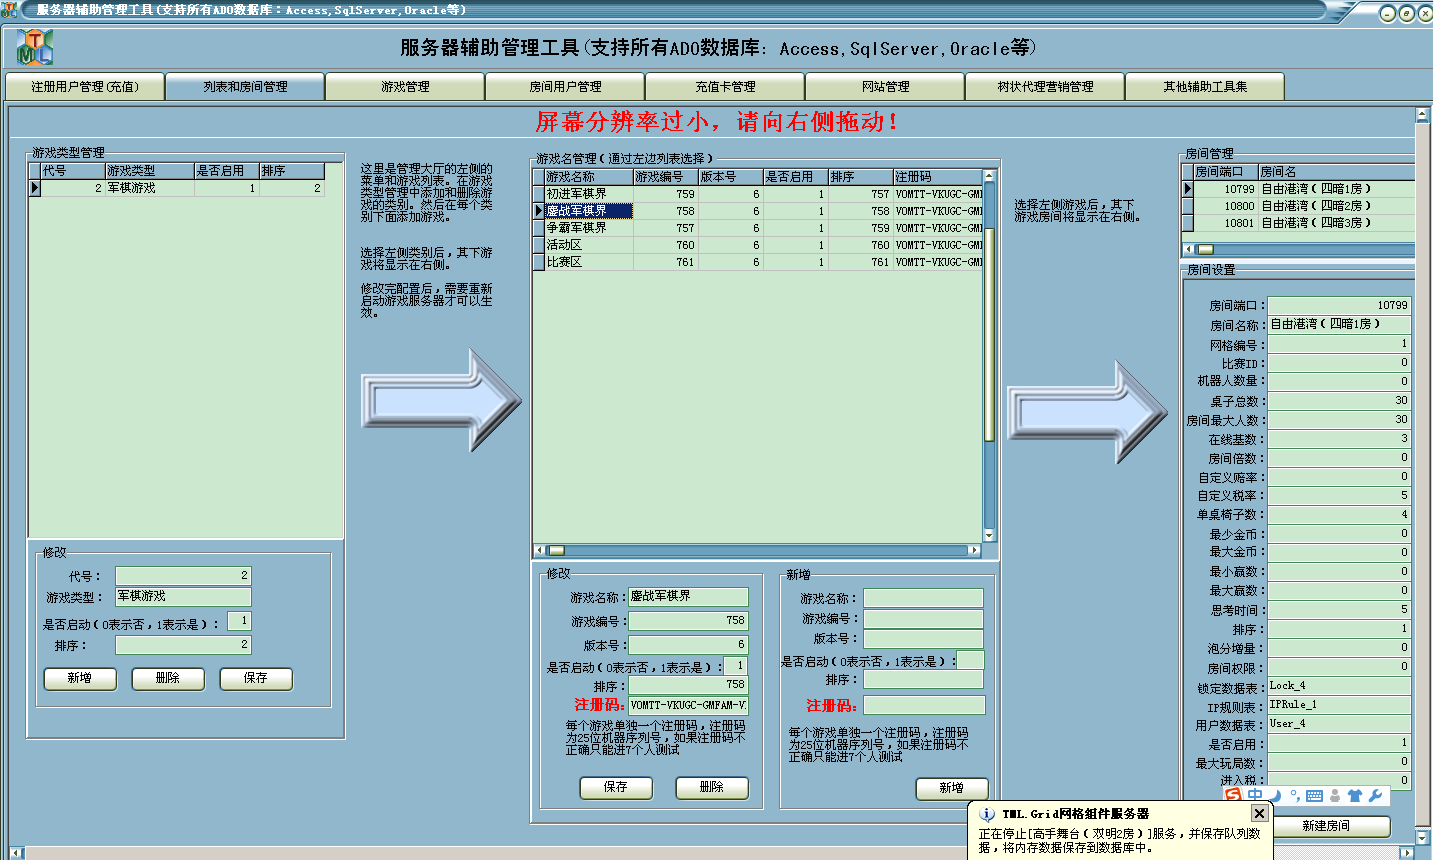 服务器辅助管理工具(支持所有ADO数据库：Access,SqlServer,Oracle等)
服务器辅助管理工具(支持所有ADO数据库: Access,SqlServer,Oracle等)
注册用户管理(充值)
列表和房间管理
游戏管理
房间用户管理
充值卡管理
网站管理
树状代理营销管理
其他辅助工具集
屏幕分辨率过小，请向右侧拖动！
游戏类型管理
代号 游戏类型 是否启用 排序
2 军棋游戏 1 2
修改
代号： 2
游戏类型： 军棋游戏
是否启动(0表示否，1表示是)： 1
排序： 2
新增 删除 保存
这里是管理大厅的左侧的
菜单和游戏列表。在游戏
类型管理中添加和删除游
戏的类别。然后在每个类
别下面添加游戏。
选择左侧类别后，其下游
戏将显示在右侧。
修改完配置后，需要重新
启动游戏服务器才可以生
效。
游戏名管理(通过左边列表选择)
游戏名称 游戏编号 版本号 是否启用 排序 注册码
初进军棋界 759 6 1 757 VOMTT-VKUGC-GMI
鏖战军棋界 758 6 1 758 VOMTT-VKUGC-GMI
争霸军棋界 757 6 1 759 VOMTT-VKUGC-GMI
活动区 760 6 1 760 VOMTT-VKUGC-GMI
比赛区 761 6 1 761 VOMTT-VKUGC-GMI
修改
游戏名称： 鏖战军棋界
游戏编号： 758
版本号： 6
是否启动(0表示否，1表示是)： 1
排序： 758
注册码: VOMTT-VKUGC-GMFAM-V
每个游戏单独一个注册码，注册码
为25位机器序列号，如果注册码不
正确只能进7个人测试
保存 删除
新增
游戏名称：
游戏编号：
版本号：
是否启动(0表示否，1表示是)：
排序：
注册码:
每个游戏单独一个注册码，注册码
为25位机器序列号，如果注册码不
正确只能进7个人测试
新增
选择左侧游戏后，其下
游戏房间将显示在右侧。
房间管理
房间端口 房间名
10799 自由港湾(四暗1房)
10800 自由港湾(四暗2房)
10801 自由港湾(四暗3房)
房间设置
房间端口： 10799
房间名称： 自由港湾(四暗1房)
网格编号： 1
比赛ID： 0
机器人数量： 0
桌子总数： 30
房间最大人数： 30
在线基数： 3
房间倍数： 0
自定义赔率： 0
自定义税率： 5
单桌椅子数： 4
最少金币： 0
最大金币： 0
最小赢数： 0
最大赢数： 0
思考时间： 5
排序： 1
泡分增量： 0
房间权限： 0
锁定数据表： Lock_4
IP规则表： IPRule_1
用户数据表： User_4
是否启用： 1
最大玩局数： 0
进入税： 0
中
新建房间
TML.Grid网格组件服务器
正在停止[高手舞台(双明2房)]服务，并保存队列数
据，将内存数据保存到数据库中。